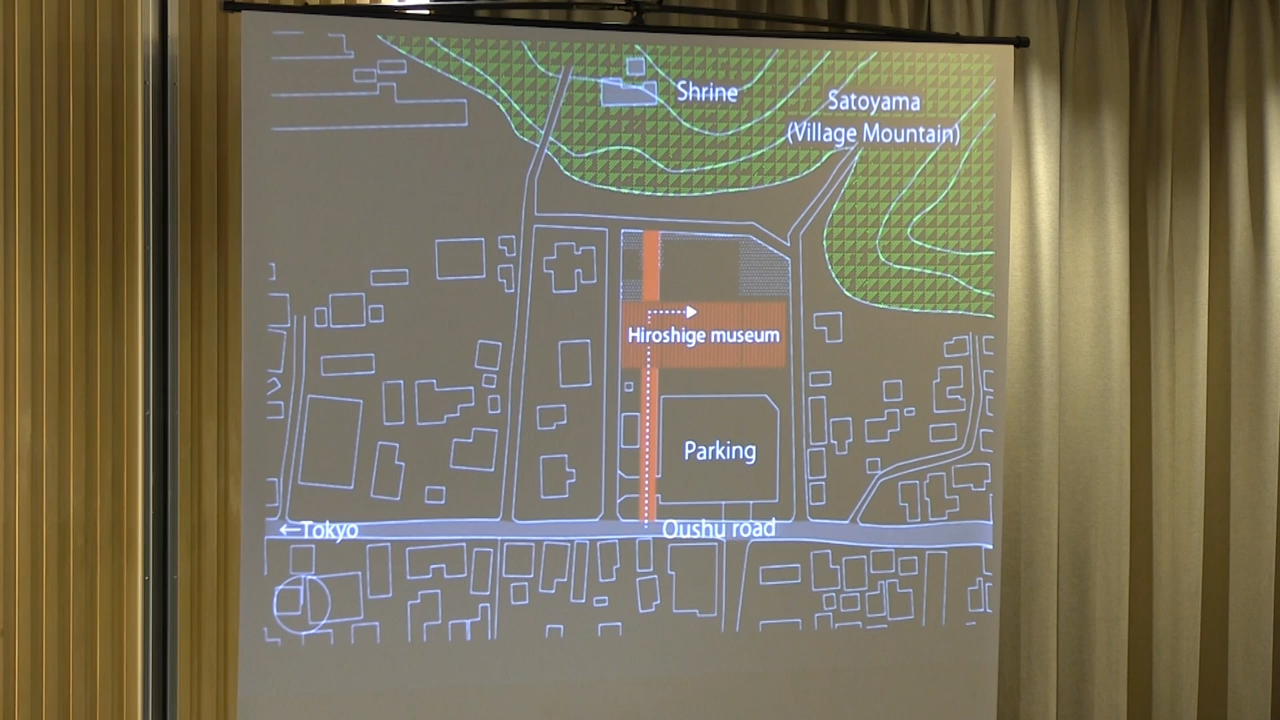 Shrine
Satoyama
(Village Mountain)
Hiroshige museum
Parking
←Tokyo
Oushu road